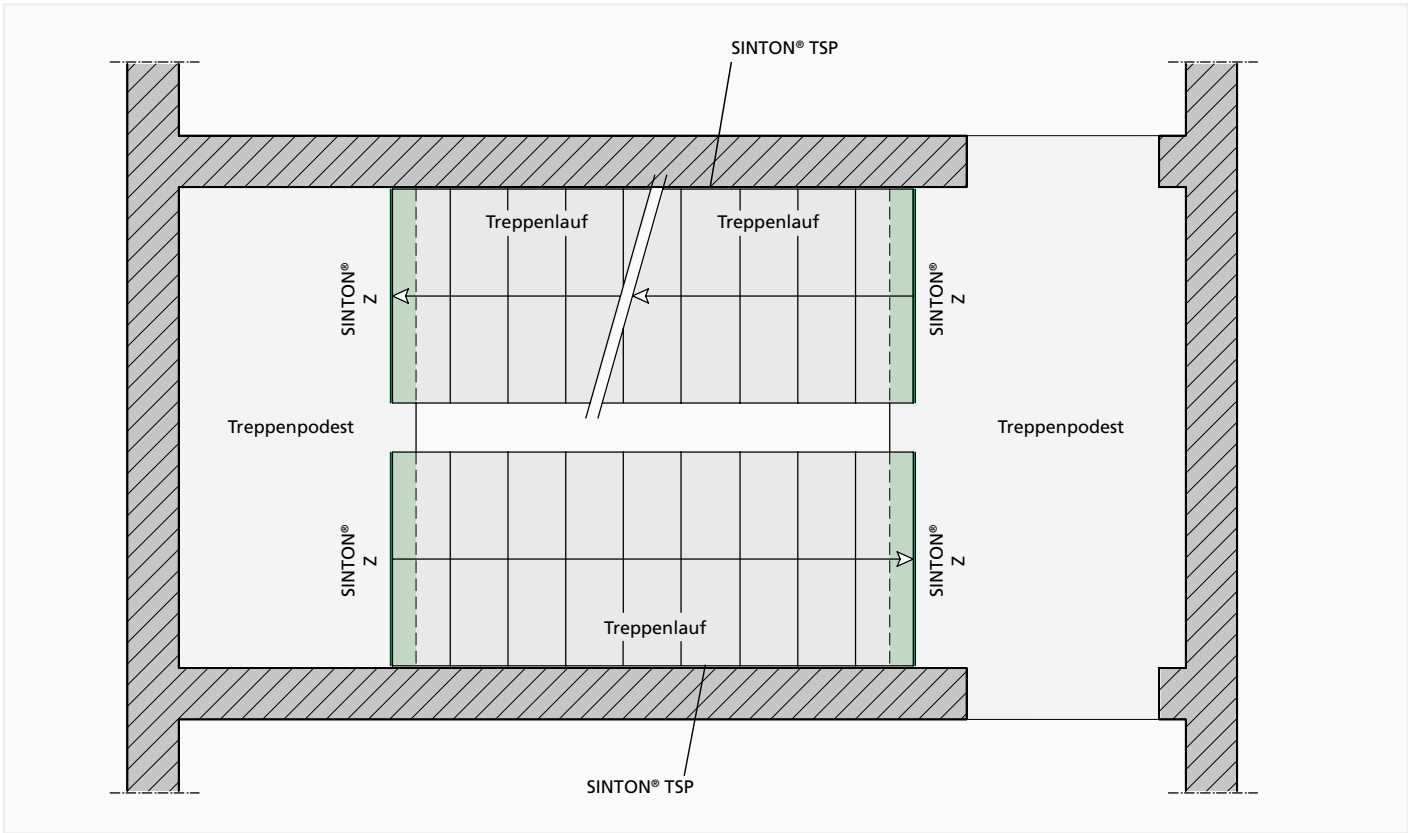 SINTON® TSP
Treppenlauf
Treppenlauf
SINTON®
Z
SINTON®
Z
Treppenpodest
Treppenpodest
SINTON®
Z
SINTON®
Z
Treppenlauf
SINTON® TSP